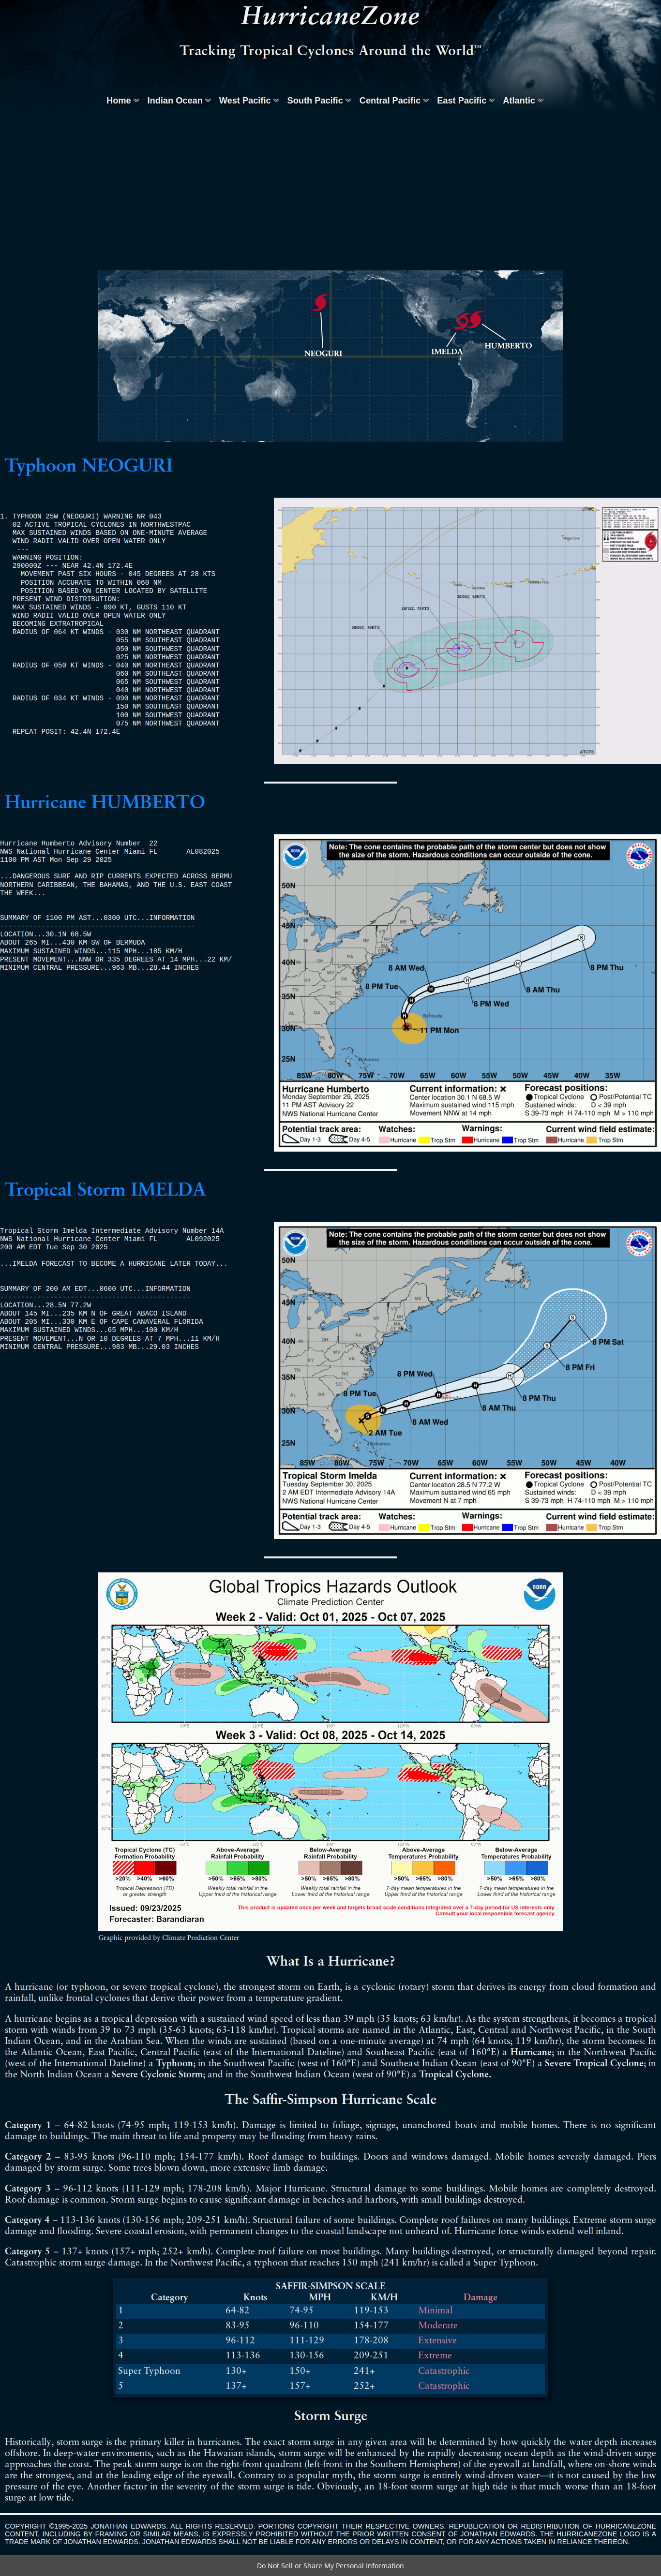 HurricaneZone
Tracking Tropical Cyclones Around the World™
Home Indian Ocean West Pacific South Pacific Central Pacific East Pacific Atlantic
NEOGURI
IMELDA
HUMBERTO
Typhoon NEOGURI
1. TYPHOON 25W (NEOGURI) WARNING NR 043
02 ACTIVE TROPICAL CYCLONES IN NORTHWESTPAC
MAX SUSTAINED WINDS BASED ON ONE-MINUTE AVERAGE
WIND RADII VALID OVER OPEN WATER ONLY
---
WARNING POSITION:
290000Z --- NEAR 42.4N 172.4E
MOVEMENT PAST SIX HOURS - 045 DEGREES AT 28 KTS
POSITION ACCURATE TO WITHIN 060 NM
POSITION BASED ON CENTER LOCATED BY SATELLITE
PRESENT WIND DISTRIBUTION:
MAX SUSTAINED WINDS - 090 KT, GUSTS 110 KT
WIND RADII VALID OVER OPEN WATER ONLY
BECOMING EXTRATROPICAL
RADIUS OF 064 KT WINDS - 030 NM NORTHEAST QUADRANT
055 NM SOUTHEAST QUADRANT
050 NM SOUTHWEST QUADRANT
025 NM NORTHWEST QUADRANT
RADIUS OF 050 KT WINDS - 040 NM NORTHEAST QUADRANT
060 NM SOUTHEAST QUADRANT
065 NM SOUTHWEST QUADRANT
040 NM NORTHWEST QUADRANT
RADIUS OF 034 KT WINDS - 090 NM NORTHEAST QUADRANT
150 NM SOUTHEAST QUADRANT
100 NM SOUTHWEST QUADRANT
075 NM NORTHWEST QUADRANT
REPEAT POSIT: 42.4N 172.4E
Hurricane HUMBERTO
Hurricane Humberto Advisory Number 22
NWS National Hurricane Center Miami FL AL082025
1100 PM AST Mon Sep 29 2025
...DANGEROUS SURF AND RIP CURRENTS EXPECTED ACROSS BERMU
NORTHERN CARIBBEAN, THE BAHAMAS, AND THE U.S. EAST COAST
THE WEEK...
SUMMARY OF 1100 PM AST...0300 UTC...INFORMATION
-----------------------------------------------
LOCATION...30.1N 68.5W
ABOUT 265 MI...430 KM SW OF BERMUDA
MAXIMUM SUSTAINED WINDS...115 MPH...185 KM/H
PRESENT MOVEMENT...NNW OR 335 DEGREES AT 14 MPH...22 KM/
MINIMUM CENTRAL PRESSURE...963 MB...28.44 INCHES
Note: The cone contains the probable path of the storm center but does not show
the size of the storm. Hazardous conditions can occur outside of the cone.
50N
45N
40N
35N
30N
25N
8 AM Wed
8 PM Tue
8 PM Thu
8 AM Thu
8 PM Wed
Bermuda
11 PM Mon
Bahamas
85W 80W 75W 70W 65W 60W 55W 50W 45W 40W 35W
Hurricane Humberto
Monday September 29, 2025
11 PM AST Advisory 22
NWS National Hurricane Center
Current information: x
Center location 30.1 N 68.5 W
Maximum sustained wind 115 mph
Movement NNW at 14 mph
Forecast positions:
Tropical Cyclone Post/Potential TC
Sustained winds: D < 39 mph
S 39-73 mph H 74-110 mph M > 110 mph
Potential track area: Watches: Warnings: Current wind field estimate:
Day 1-3 Day 4-5 Hurricane Trop Stm Hurricane Trop Stm Hurricane Trop Stm
Tropical Storm IMELDA
Tropical Storm Imelda Intermediate Advisory Number 14A
NWS National Hurricane Center Miami FL AL092025
200 AM EDT Tue Sep 30 2025
...IMELDA FORECAST TO BECOME A HURRICANE LATER TODAY...
SUMMARY OF 200 AM EDT...0600 UTC...INFORMATION
----------------------------------------------
LOCATION...28.5N 77.2W
ABOUT 145 MI...235 KM N OF GREAT ABACO ISLAND
ABOUT 205 MI...330 KM E OF CAPE CANAVERAL FLORIDA
MAXIMUM SUSTAINED WINDS...65 MPH...100 KM/H
PRESENT MOVEMENT...N OR 10 DEGREES AT 7 MPH...11 KM/H
MINIMUM CENTRAL PRESSURE...983 MB...29.03 INCHES
Note: The cone contains the probable path of the storm center but does not show
the size of the storm. Hazardous conditions can occur outside of the cone.
50N
45N
40N
35N
30N
25N
8 PM Sat
8 PM Fri
8 PM Wed
8 PM Tue
8 PM Thu
8 AM Thu
8 AM Wed
2 AM Tue
Bahamas
85W 80W 75W 70W 65W 60W 55W 50W 45W 40W
Tropical Storm Imelda
Tuesday September 30, 2025
2 AM EDT Intermediate Advisory 14A
NWS National Hurricane Center
Current information: x
Center location 28.5 N 77.2 W
Maximum sustained wind 65 mph
Movement N at 7 mph
Forecast positions:
Tropical Cyclone Post/Potential TC
Sustained winds: D < 39 mph
S 39-73 mph H 74-110 mph M > 110 mph
Potential track area: Watches: Warnings: Current wind field estimate:
Day 1-3 Day 4-5 Hurricane Trop Stm Hurricane Trop Stm Hurricane Trop Stm
Global Tropics Hazards Outlook
Climate Prediction Center
Week 2 - Valid: Oct 01, 2025 - Oct 07, 2025
Week 3 - Valid: Oct 08, 2025 - Oct 14, 2025
Tropical Cyclone (TC) Formation Probability
>20% >40% >60%
Tropical Depression (TD) or greater strength
Above-Average Rainfall Probability
>50% >65% >80%
Weekly total rainfall in the Upper third of the historical range
Below-Average Rainfall Probability
>50% >65% >80%
Weekly total rainfall in the Lower third of the historical range
Above-Average Temperatures Probability
>50% >65% >80%
7-day mean temperatures in the Upper third of the historical range
Below-Average Temperatures Probability
>50% >65% >80%
7-day mean temperatures in the Lower third of the historical range
Issued: 09/23/2025
Forecaster: Barandiaran
This product is updated once per week and targets broad scale conditions integrated over a 7-day period for US interests only.
Consult your local responsible forecast agency.
Graphic provided by Climate Prediction Center
What Is a Hurricane?
A hurricane (or typhoon, or severe tropical cyclone), the strongest storm on Earth, is a cyclonic (rotary) storm that derives its energy from cloud formation and
rainfall, unlike frontal cyclones that derive their power from a temperature gradient.
A hurricane begins as a tropical depression with a sustained wind speed of less than 39 mph (35 knots; 63 km/hr). As the system strengthens, it becomes a tropical
storm with winds from 39 to 73 mph (35-63 knots; 63-118 km/hr). Tropical storms are named in the Atlantic, East, Central and Northwest Pacific, in the South
Indian Ocean, and in the Arabian Sea. When the winds are sustained (based on a one-minute average) at 74 mph (64 knots; 119 km/hr), the storm becomes: In
the Atlantic Ocean, East Pacific, Central Pacific (east of the International Dateline) and Southeast Pacific (east of 160°E) a Hurricane; in the Northwest Pacific
(west of the International Dateline) a Typhoon; in the Southwest Pacific (west of 160°E) and Southeast Indian Ocean (east of 90°E) a Severe Tropical Cyclone; in
the North Indian Ocean a Severe Cyclonic Storm; and in the Southwest Indian Ocean (west of 90°E) a Tropical Cyclone.
The Saffir-Simpson Hurricane Scale
Category 1 – 64-82 knots (74-95 mph; 119-153 km/h). Damage is limited to foliage, signage, unanchored boats and mobile homes. There is no significant
damage to buildings. The main threat to life and property may be flooding from heavy rains.
Category 2 – 83-95 knots (96-110 mph; 154-177 km/h). Roof damage to buildings. Doors and windows damaged. Mobile homes severely damaged. Piers
damaged by storm surge. Some trees blown down, more extensive limb damage.
Category 3 – 96-112 knots (111-129 mph; 178-208 km/h). Major Hurricane. Structural damage to some buildings. Mobile homes are completely destroyed.
Roof damage is common. Storm surge begins to cause significant damage in beaches and harbors, with small buildings destroyed.
Category 4 – 113-136 knots (130-156 mph; 209-251 km/h). Structural failure of some buildings. Complete roof failures on many buildings. Extreme storm surge
damage and flooding. Severe coastal erosion, with permanent changes to the coastal landscape not unheard of. Hurricane force winds extend well inland.
Category 5 – 137+ knots (157+ mph; 252+ km/h). Complete roof failure on most buildings. Many buildings destroyed, or structurally damaged beyond repair.
Catastrophic storm surge damage. In the Northwest Pacific, a typhoon that reaches 150 mph (241 km/hr) is called a Super Typhoon.
SAFFIR-SIMPSON SCALE
Category Knots MPH KM/H Damage
1 64-82 74-95 119-153 Minimal
2 83-95 96-110 154-177 Moderate
3 96-112 111-129 178-208 Extensive
4 113-136 130-156 209-251 Extreme
Super Typhoon 130+ 150+ 241+ Catastrophic
5 137+ 157+ 252+ Catastrophic
Storm Surge
Historically, storm surge is the primary killer in hurricanes. The exact storm surge in any given area will be determined by how quickly the water depth increases
offshore. In deep-water enviroments, such as the Hawaiian islands, storm surge will be enhanced by the rapidly decreasing ocean depth as the wind-driven surge
approaches the coast. The peak storm surge is on the right-front quadrant (left-front in the Southern Hemisphere) of the eyewall at landfall, where on-shore winds
are the strongest, and at the leading edge of the eyewall. Contrary to a popular myth, the storm surge is entirely wind-driven water—it is not caused by the low
pressure of the eye. Another factor in the severity of the storm surge is tide. Obviously, an 18-foot storm surge at high tide is that much worse than an 18-foot
surge at low tide.
COPYRIGHT ©1995-2025 JONATHAN EDWARDS. ALL RIGHTS RESERVED. PORTIONS COPYRIGHT THEIR RESPECTIVE OWNERS. REPUBLICATION OR REDISTRIBUTION OF HURRICANEZONE
CONTENT, INCLUDING BY FRAMING OR SIMILAR MEANS, IS EXPRESSLY PROHIBITED WITHOUT THE PRIOR WRITTEN CONSENT OF JONATHAN EDWARDS. THE HURRICANEZONE LOGO IS A
TRADE MARK OF JONATHAN EDWARDS. JONATHAN EDWARDS SHALL NOT BE LIABLE FOR ANY ERRORS OR DELAYS IN CONTENT, OR FOR ANY ACTIONS TAKEN IN RELIANCE THEREON.
Do Not Sell or Share My Personal Information